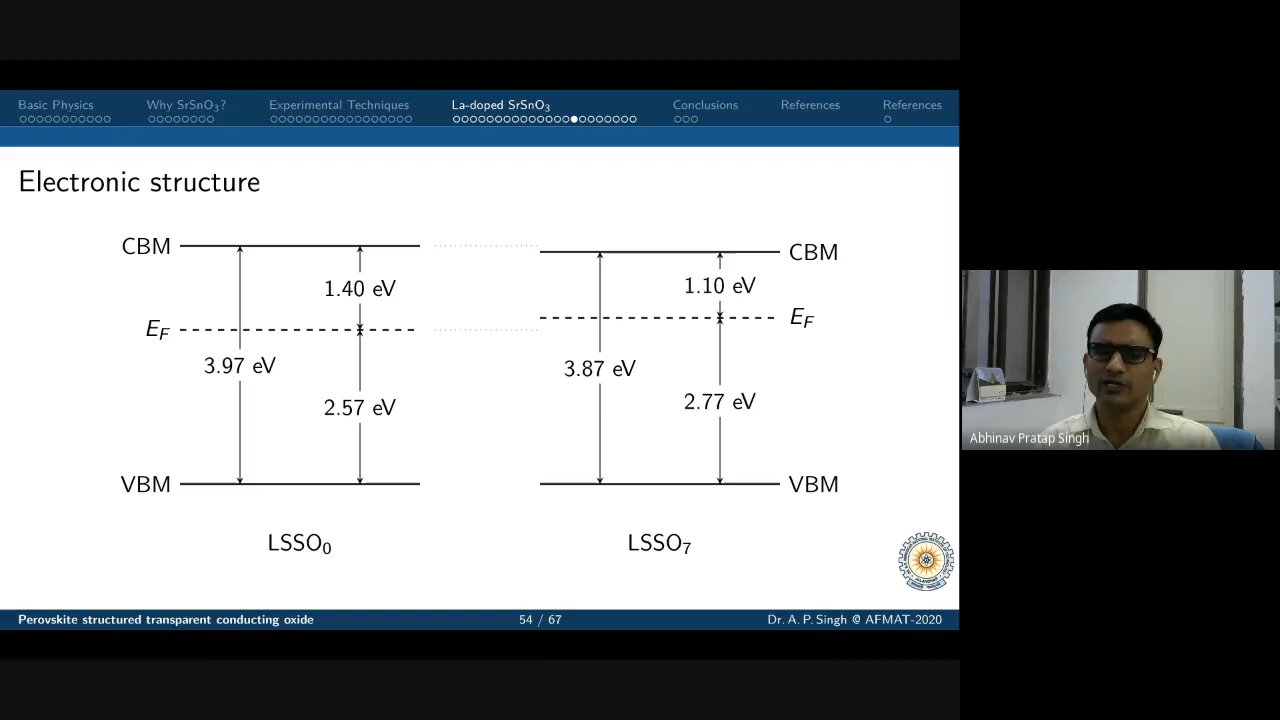 Basic Physics Why SrSnO₃? Experimental Techniques La-doped SrSnO₃ Conclusions References References
Electronic structure
CBM
1.40 eV
E_F
3.97 eV
2.57 eV
VBM
LSSO₀
CBM
1.10 eV
E_F
3.87 eV
2.77 eV
VBM
LSSO₇
Perovskite structured transparent conducting oxide 54 / 67 Dr. A. P. Singh @ AFMAT-2020
Abhinav Pratap Singh